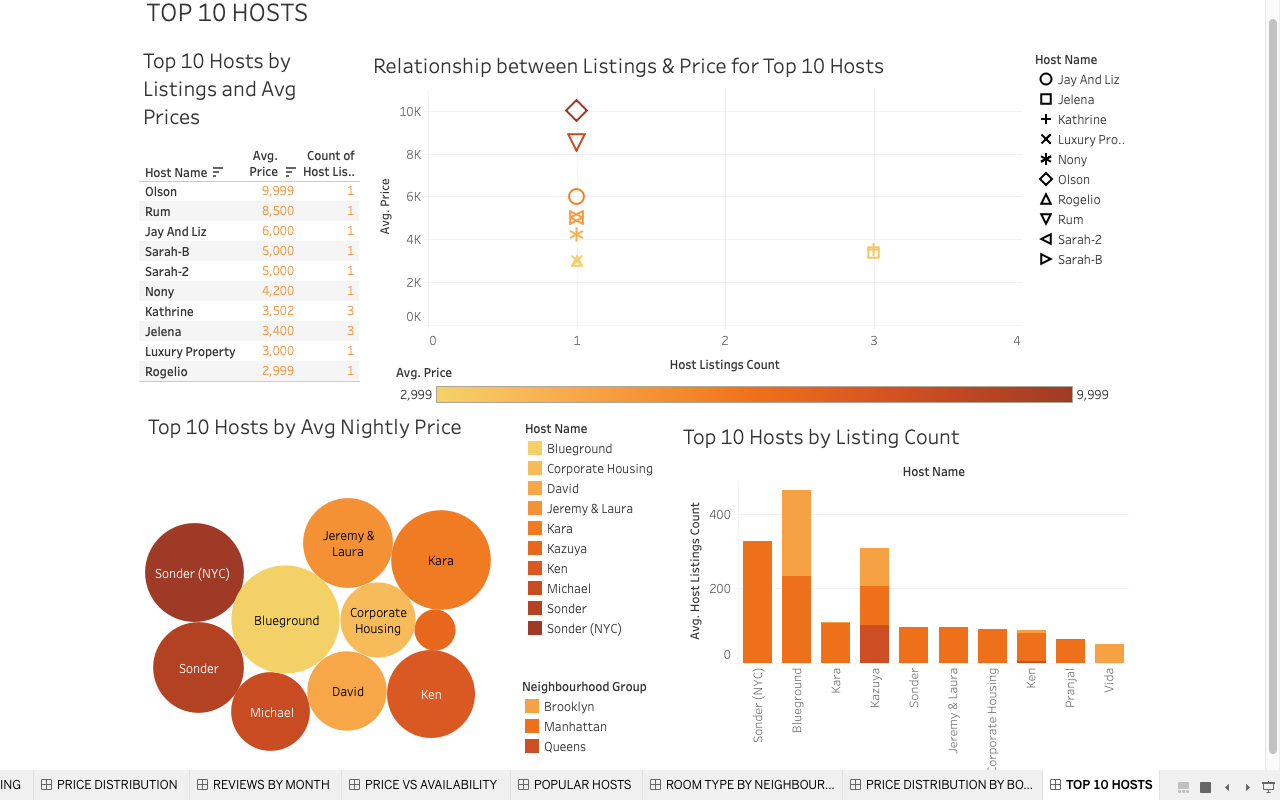 TOP 10 HOSTS
Top 10 Hosts by
Listings and Avg
Prices
Host Name
Avg.
Price
Count of
Host Lis..
Olson 9,999 1
Rum 8,500 1
Jay And Liz 6,000 1
Sarah-B 5,000 1
Sarah-2 5,000 1
Nony 4,200 1
Kathrine 3,502 3
Jelena 3,400 3
Luxury Property 3,000 1
Rogelio 2,999 1
Relationship between Listings & Price for Top 10 Hosts
Avg. Price
10K
8K
6K
4K
2K
0K
0 1 2 3 4
Host Listings Count
Host Name
Jay And Liz
Jelena
Kathrine
Luxury Pro..
Nony
Olson
Rogelio
Rum
Sarah-2
Sarah-B
Avg. Price
2,999 9,999
Top 10 Hosts by Avg Nightly Price
Jeremy &
Laura
Kara
Sonder (NYC)
Blueground
Corporate
Housing
Sonder
David
Ken
Michael
Host Name
Blueground
Corporate Housing
David
Jeremy & Laura
Kara
Kazuya
Ken
Michael
Sonder
Sonder (NYC)
Neighbourhood Group
Brooklyn
Manhattan
Queens
Top 10 Hosts by Listing Count
Host Name
Avg. Host Listings Count
400
200
0
Sonder (NYC)
Blueground
Kara
Kazuya
Sonder
Jeremy & Laura
Corporate Housing
Ken
Pranjal
Vida
ING
PRICE DISTRIBUTION
REVIEWS BY MONTH
PRICE VS AVAILABILITY
POPULAR HOSTS
ROOM TYPE BY NEIGHBOUR...
PRICE DISTRIBUTION BY BO...
TOP 10 HOSTS